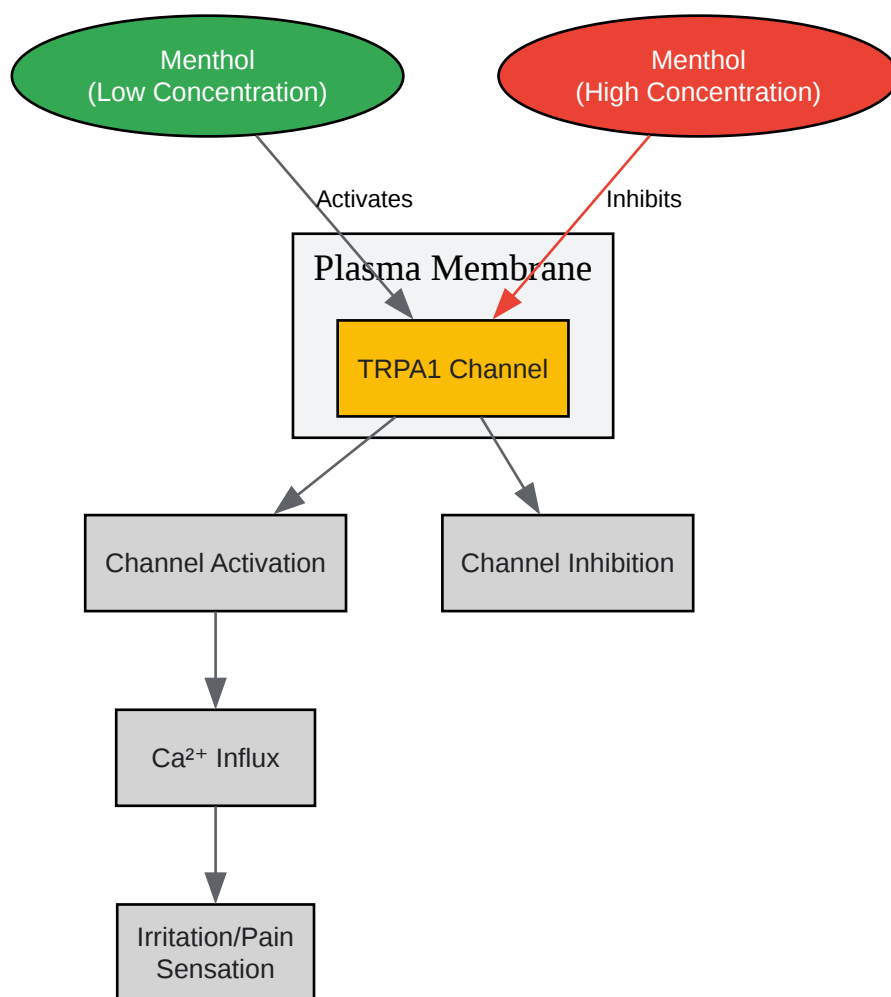 Menthol
(Low Concentration)
Menthol
(High Concentration)
Activates
Inhibits
Plasma Membrane
TRPA1 Channel
Channel Activation
Channel Inhibition
Ca²⁺ Influx
Irritation/Pain
Sensation